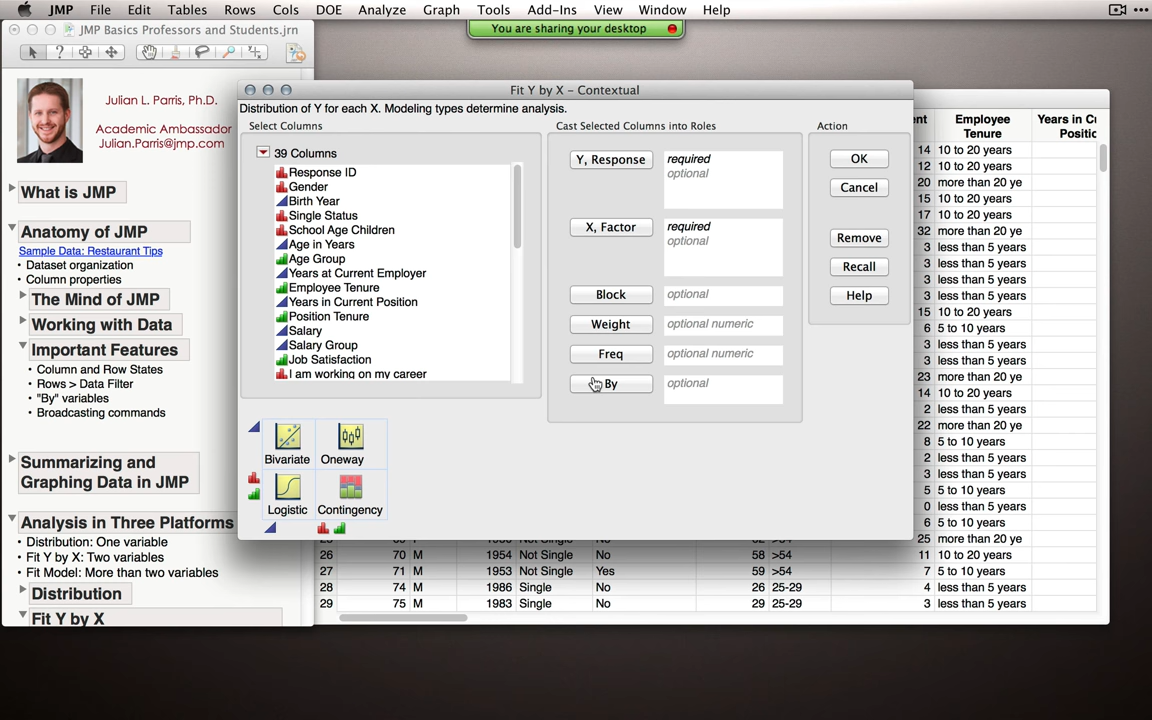 JMP File Edit Tables Rows Cols DOE Analyze Graph Tools Add-Ins View Window Help
You are sharing your desktop
JMP Basics Professors and Students.jrn
Julian L. Parris, Ph.D.
Academic Ambassador
Julian.Parris@jmp.com
What is JMP
Anatomy of JMP
Sample Data: Restaurant Tips
• Dataset organization
• Column properties
The Mind of JMP
Working with Data
Important Features
• Column and Row States
• Rows > Data Filter
• "By" variables
• Broadcasting commands
Summarizing and
Graphing Data in JMP
Analysis in Three Platforms
• Distribution: One variable
• Fit Y by X: Two variables
• Fit Model: More than two variables
Distribution
Fit Y by X
Fit Y by X – Contextual
Distribution of Y for each X. Modeling types determine analysis.
Select Columns
39 Columns
Response ID
Gender
Birth Year
Single Status
School Age Children
Age in Years
Age Group
Years at Current Employer
Employee Tenure
Years in Current Position
Position Tenure
Salary
Salary Group
Job Satisfaction
I am working on my career
Bivariate Oneway
Logistic Contingency
Cast Selected Columns into Roles
Y, Response required
optional
X, Factor required
optional
Block optional
Weight optional numeric
Freq optional numeric
By optional
Action
OK
Cancel
Remove
Recall
Help
Employee
Tenure
14 10 to 20 years
12 10 to 20 years
20 more than 20 ye
15 10 to 20 years
17 10 to 20 years
32 more than 20 ye
3 less than 5 years
3 less than 5 years
3 less than 5 years
3 less than 5 years
15 10 to 20 years
6 5 to 10 years
3 less than 5 years
3 less than 5 years
23 more than 20 ye
14 10 to 20 years
2 less than 5 years
22 more than 20 ye
8 5 to 10 years
2 less than 5 years
3 less than 5 years
5 5 to 10 years
0 less than 5 years
6 5 to 10 years
25 more than 20 ye
26 70 M 1954 Not Single No 58 >54 11 10 to 20 years
27 71 M 1953 Not Single Yes 59 >54 7 5 to 10 years
28 74 M 1986 Single No 26 25-29 4 less than 5 years
29 75 M 1983 Single No 29 25-29 3 less than 5 years